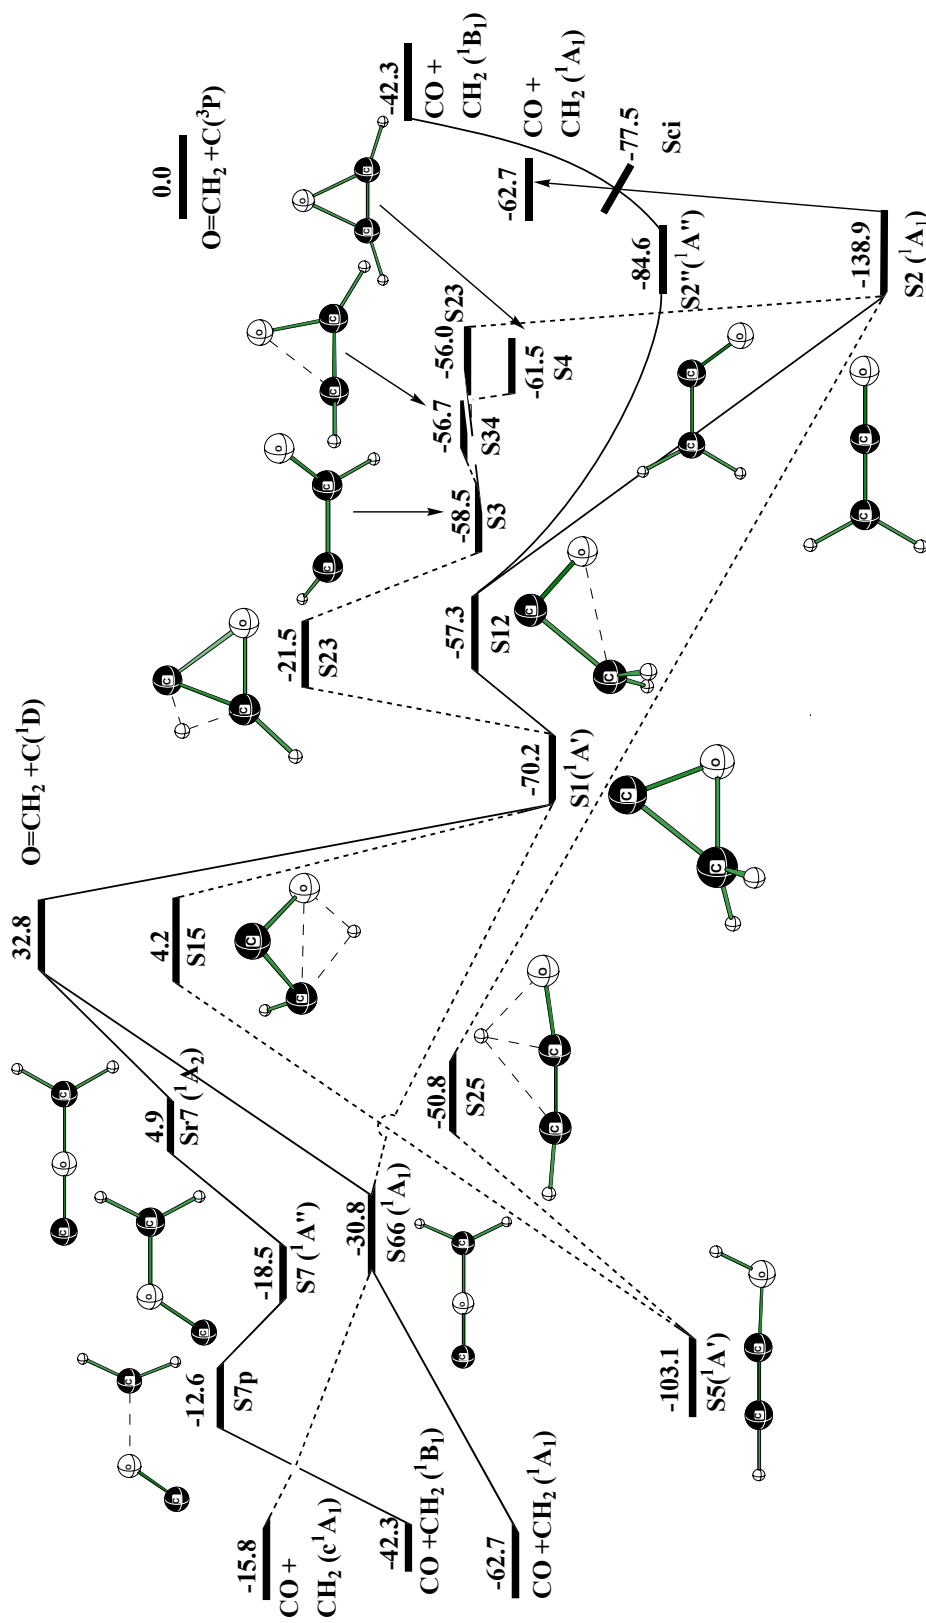 O=CH₂ +C(¹D)
32.8
4.9
Sr7 (¹A₂)
-18.5
S7 (¹A'')
-12.6
S7p
-15.8
CO +
CH₂ (c¹A₁)
-42.3
CO +CH₂ (¹B₁)
-62.7
CO +CH₂ (¹A₁)
-30.8
S66 (¹A₁)
4.2
S15
-50.8
S25
-103.1
S5(¹A')
-70.2
S1(¹A')
-21.5
S23
-57.3
S12
-58.5
S3
-56.7
S34
-56.0
S23
-61.5
S4
0.0
O=CH₂ +C(³P)
-42.3
CO +
CH₂ (¹B₁)
-62.7
CO +
CH₂ (¹A₁)
-77.5
Sci
-84.6
S2''(¹A'')
-138.9
S2 (¹A₁)
C
O
C
C
O
C
C
O
C
C
O
C
C
C
O
C
C
O
C
C
O
C
C
O
C
C
O
C
C
O
C
C
O
C
C
O
C
C
O
C
C
O
C
C
O